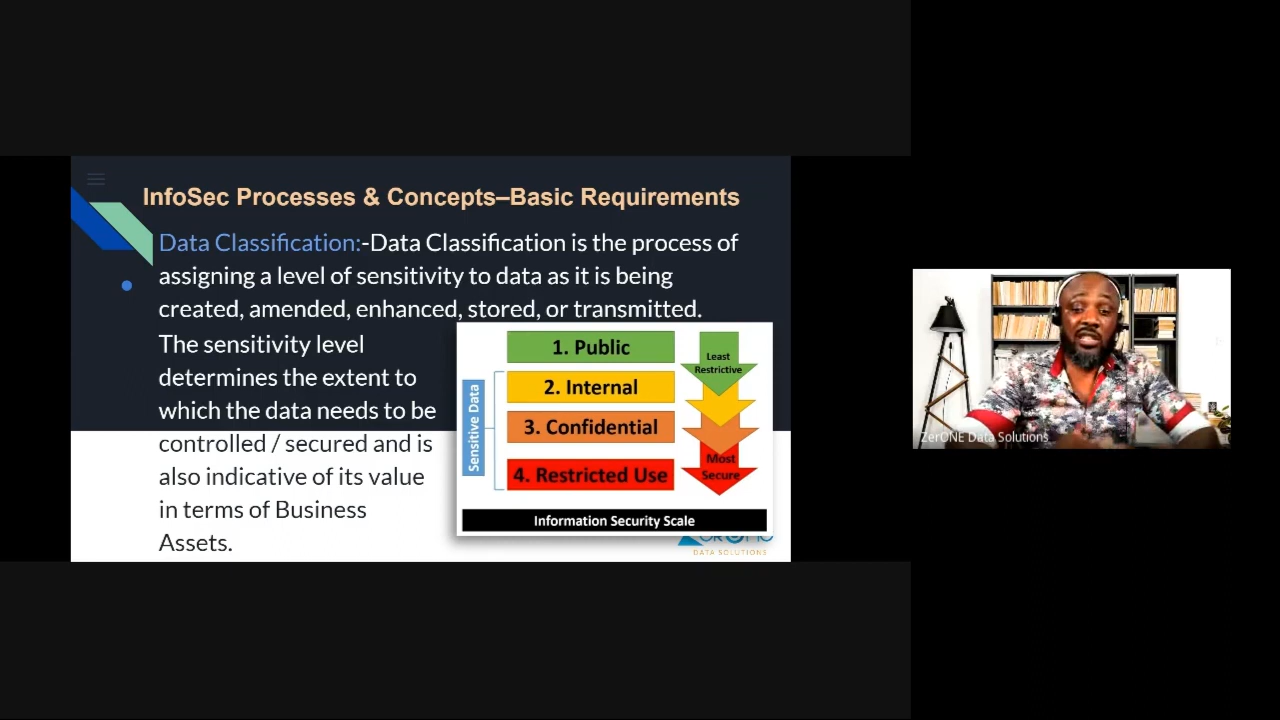 InfoSec Processes & Concepts–Basic Requirements
Data Classification:-Data Classification is the process of
assigning a level of sensitivity to data as it is being
created, amended, enhanced, stored, or transmitted.
The sensitivity level
determines the extent to
which the data needs to be
controlled / secured and is
also indicative of its value
in terms of Business
Assets.
Sensitive Data
1. Public
2. Internal
3. Confidential
4. Restricted Use
Least
Restrictive
Most
Secure
Information Security Scale
DATA SOLUTIONS
ZerONE Data Solutions